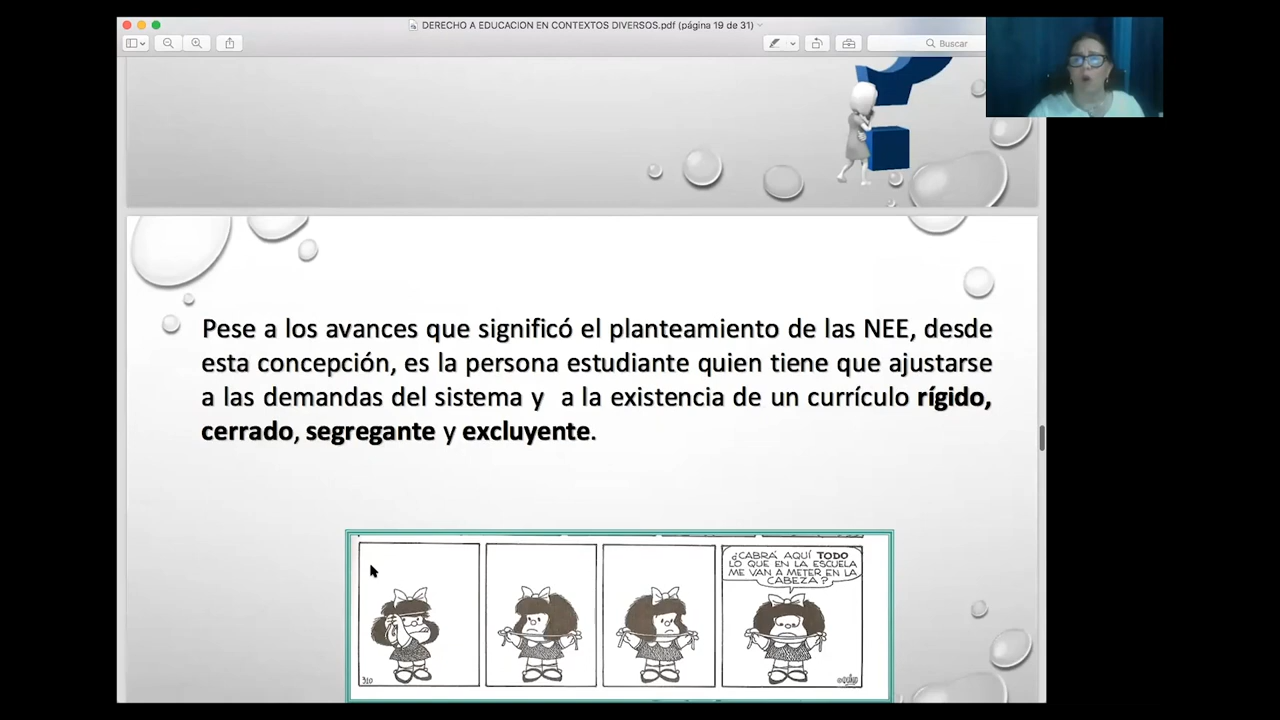 DERECHO A EDUCACION EN CONTEXTOS DIVERSOS.pdf (página 19 de 31)
Buscar
Pese a los avances que significó el planteamiento de las NEE, desde
esta concepción, es la persona estudiante quien tiene que ajustarse
a las demandas del sistema y a la existencia de un currículo rígido,
cerrado, segregante y excluyente.
¿CABRÁ AQUÍ TODO
LO QUE EN LA ESCUELA
ME VAN A METER EN LA
CABEZA?
310